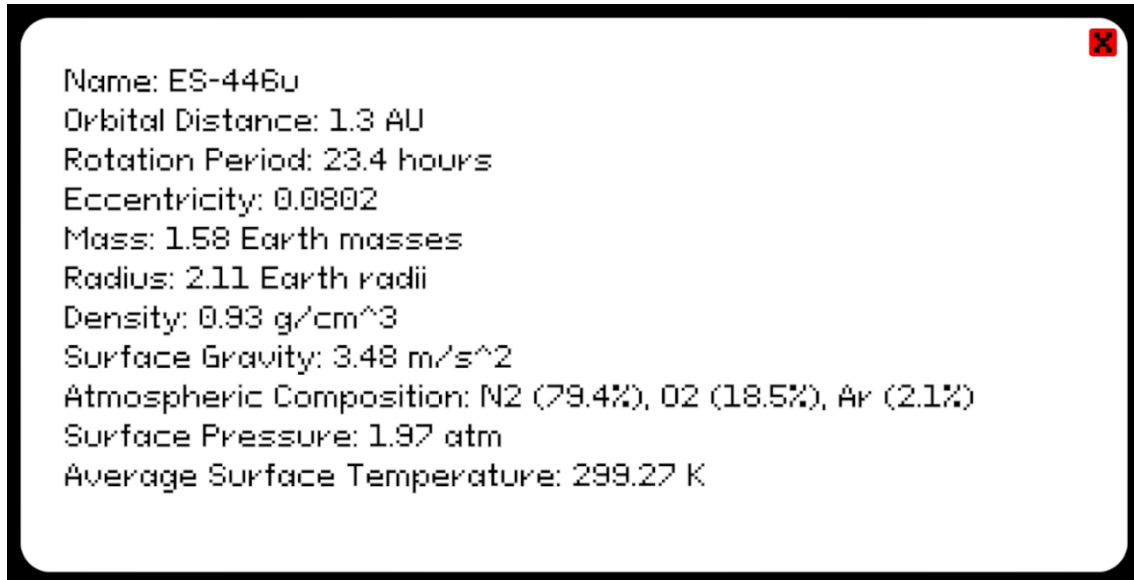 X
Name: ES-446u
Orbital Distance: 1.3 AU
Rotation Period: 23.4 hours
Eccentricity: 0.0802
Mass: 1.58 Earth masses
Radius: 2.11 Earth radii
Density: 0.93 g/cm^3
Surface Gravity: 3.48 m/s^2
Atmospheric Composition: N2 (79.4%), O2 (18.5%), Ar (2.1%)
Surface Pressure: 1.97 atm
Average Surface Temperature: 299.27 K